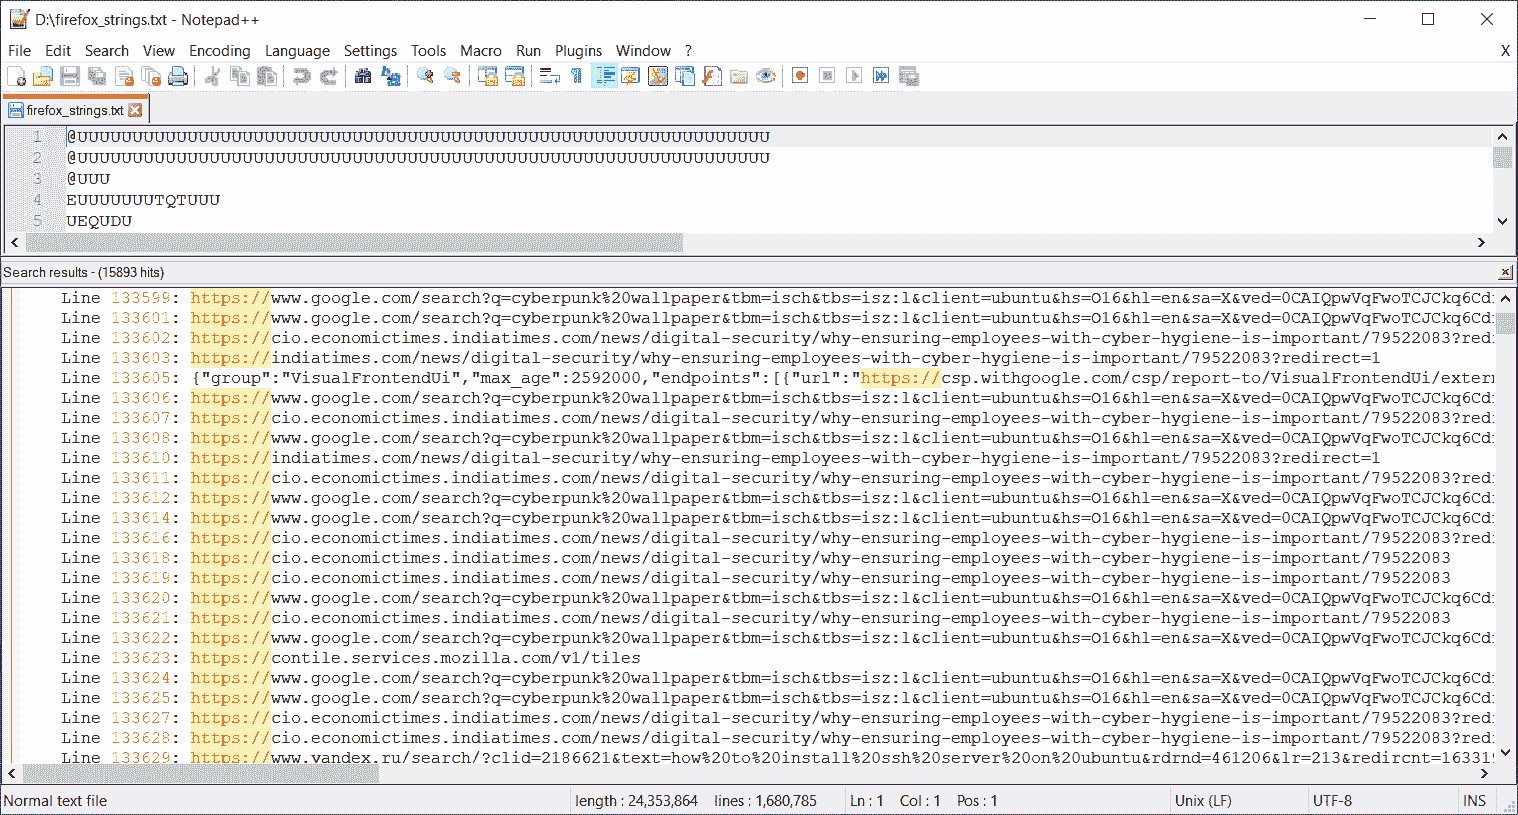 D:\firefox_strings.txt - Notepad++
File Edit Search View Encoding Language Settings Tools Macro Run Plugins Window ? X
firefox_strings.txt
1 @UUUUUUUUUUUUUUUUUUUUUUUUUUUUUUUUUUUUUUUUUUUUUUUUUUUUUUUUUUUUUUU
2 @UUUUUUUUUUUUUUUUUUUUUUUUUUUUUUUUUUUUUUUUUUUUUUUUUUUUUUUUUUUUUUU
3 @UUU
4 EUUUUUUUTQTUUU
5 UEQUDU
Search results - (15893 hits)
Line 133599: https://www.google.com/search?q=cyberpunk%20wallpaper&tbm=isch&tbs=isz:l&client=ubuntu&hs=O16&hl=en&sa=X&ved=0CAIQpwVqFwoTCJCkq6Cd
Line 133601: https://www.google.com/search?q=cyberpunk%20wallpaper&tbm=isch&tbs=isz:l&client=ubuntu&hs=O16&hl=en&sa=X&ved=0CAIQpwVqFwoTCJCkq6Cd
Line 133602: https://cio.economictimes.indiatimes.com/news/digital-security/why-ensuring-employees-with-cyber-hygiene-is-important/79522083?redi
Line 133603: https://indiatimes.com/news/digital-security/why-ensuring-employees-with-cyber-hygiene-is-important/79522083?redirect=1
Line 133605: {"group":"VisualFrontendUi","max_age":2592000,"endpoints":[{"url":"https://csp.withgoogle.com/csp/report-to/VisualFrontendUi/extern
Line 133606: https://www.google.com/search?q=cyberpunk%20wallpaper&tbm=isch&tbs=isz:l&client=ubuntu&hs=O16&hl=en&sa=X&ved=0CAIQpwVqFwoTCJCkq6Cd
Line 133607: https://cio.economictimes.indiatimes.com/news/digital-security/why-ensuring-employees-with-cyber-hygiene-is-important/79522083?redi
Line 133608: https://www.google.com/search?q=cyberpunk%20wallpaper&tbm=isch&tbs=isz:l&client=ubuntu&hs=O16&hl=en&sa=X&ved=0CAIQpwVqFwoTCJCkq6Cd
Line 133610: https://indiatimes.com/news/digital-security/why-ensuring-employees-with-cyber-hygiene-is-important/79522083?redirect=1
Line 133611: https://cio.economictimes.indiatimes.com/news/digital-security/why-ensuring-employees-with-cyber-hygiene-is-important/79522083?redi
Line 133612: https://www.google.com/search?q=cyberpunk%20wallpaper&tbm=isch&tbs=isz:l&client=ubuntu&hs=O16&hl=en&sa=X&ved=0CAIQpwVqFwoTCJCkq6Cd
Line 133614: https://www.google.com/search?q=cyberpunk%20wallpaper&tbm=isch&tbs=isz:l&client=ubuntu&hs=O16&hl=en&sa=X&ved=0CAIQpwVqFwoTCJCkq6Cd
Line 133616: https://cio.economictimes.indiatimes.com/news/digital-security/why-ensuring-employees-with-cyber-hygiene-is-important/79522083?redi
Line 133618: https://cio.economictimes.indiatimes.com/news/digital-security/why-ensuring-employees-with-cyber-hygiene-is-important/79522083
Line 133619: https://cio.economictimes.indiatimes.com/news/digital-security/why-ensuring-employees-with-cyber-hygiene-is-important/79522083
Line 133620: https://www.google.com/search?q=cyberpunk%20wallpaper&tbm=isch&tbs=isz:l&client=ubuntu&hs=O16&hl=en&sa=X&ved=0CAIQpwVqFwoTCJCkq6Cd
Line 133621: https://cio.economictimes.indiatimes.com/news/digital-security/why-ensuring-employees-with-cyber-hygiene-is-important/79522083
Line 133622: https://www.google.com/search?q=cyberpunk%20wallpaper&tbm=isch&tbs=isz:l&client=ubuntu&hs=O16&hl=en&sa=X&ved=0CAIQpwVqFwoTCJCkq6Cd
Line 133623: https://contile.services.mozilla.com/v1/tiles
Line 133624: https://www.google.com/search?q=cyberpunk%20wallpaper&tbm=isch&tbs=isz:l&client=ubuntu&hs=O16&hl=en&sa=X&ved=0CAIQpwVqFwoTCJCkq6Cd
Line 133625: https://www.google.com/search?q=cyberpunk%20wallpaper&tbm=isch&tbs=isz:l&client=ubuntu&hs=O16&hl=en&sa=X&ved=0CAIQpwVqFwoTCJCkq6Cd
Line 133627: https://cio.economictimes.indiatimes.com/news/digital-security/why-ensuring-employees-with-cyber-hygiene-is-important/79522083?redi
Line 133628: https://cio.economictimes.indiatimes.com/news/digital-security/why-ensuring-employees-with-cyber-hygiene-is-important/79522083?redi
Line 133629: https://www.yandex.ru/search/?clid=2186621&text=how%20to%20install%20ssh%20server%20on%20ubuntu&rdrnd=461206&lr=213&redircnt=16331
Normal text file length : 24,353,864 lines : 1,680,785 Ln : 1 Col : 1 Pos : 1 Unix (LF) UTF-8 INS